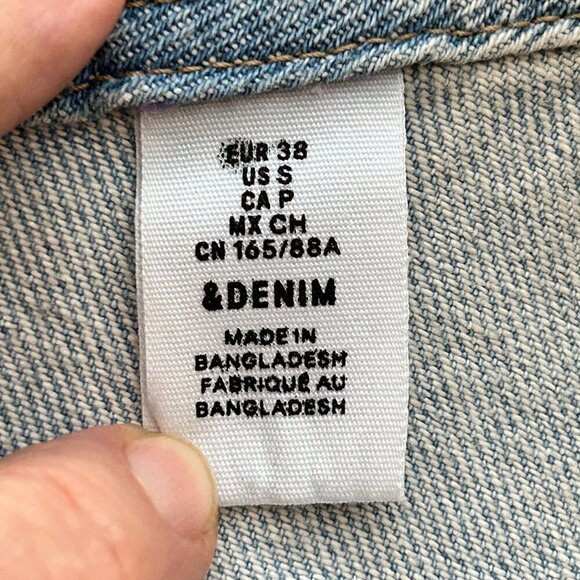 EUR 38
US S
CA P
MX CH
CN 165/88A
&DENIM
MADE IN
BANGLADESH
FABRIQUÉ AU
BANGLADESH